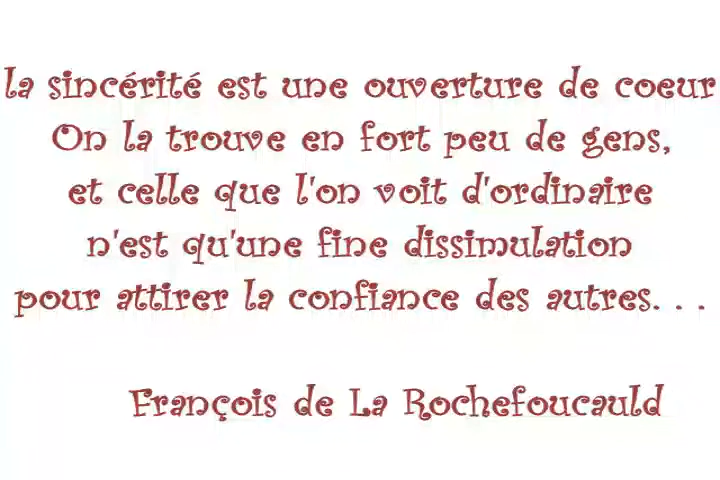 la sincérité est une ouverture de coeur
On la trouve en fort peu de gens,
et celle que l'on voit d'ordinaire
n'est qu'une fine dissimulation
pour attirer la confiance des autres. . .
François de La Rochefoucauld